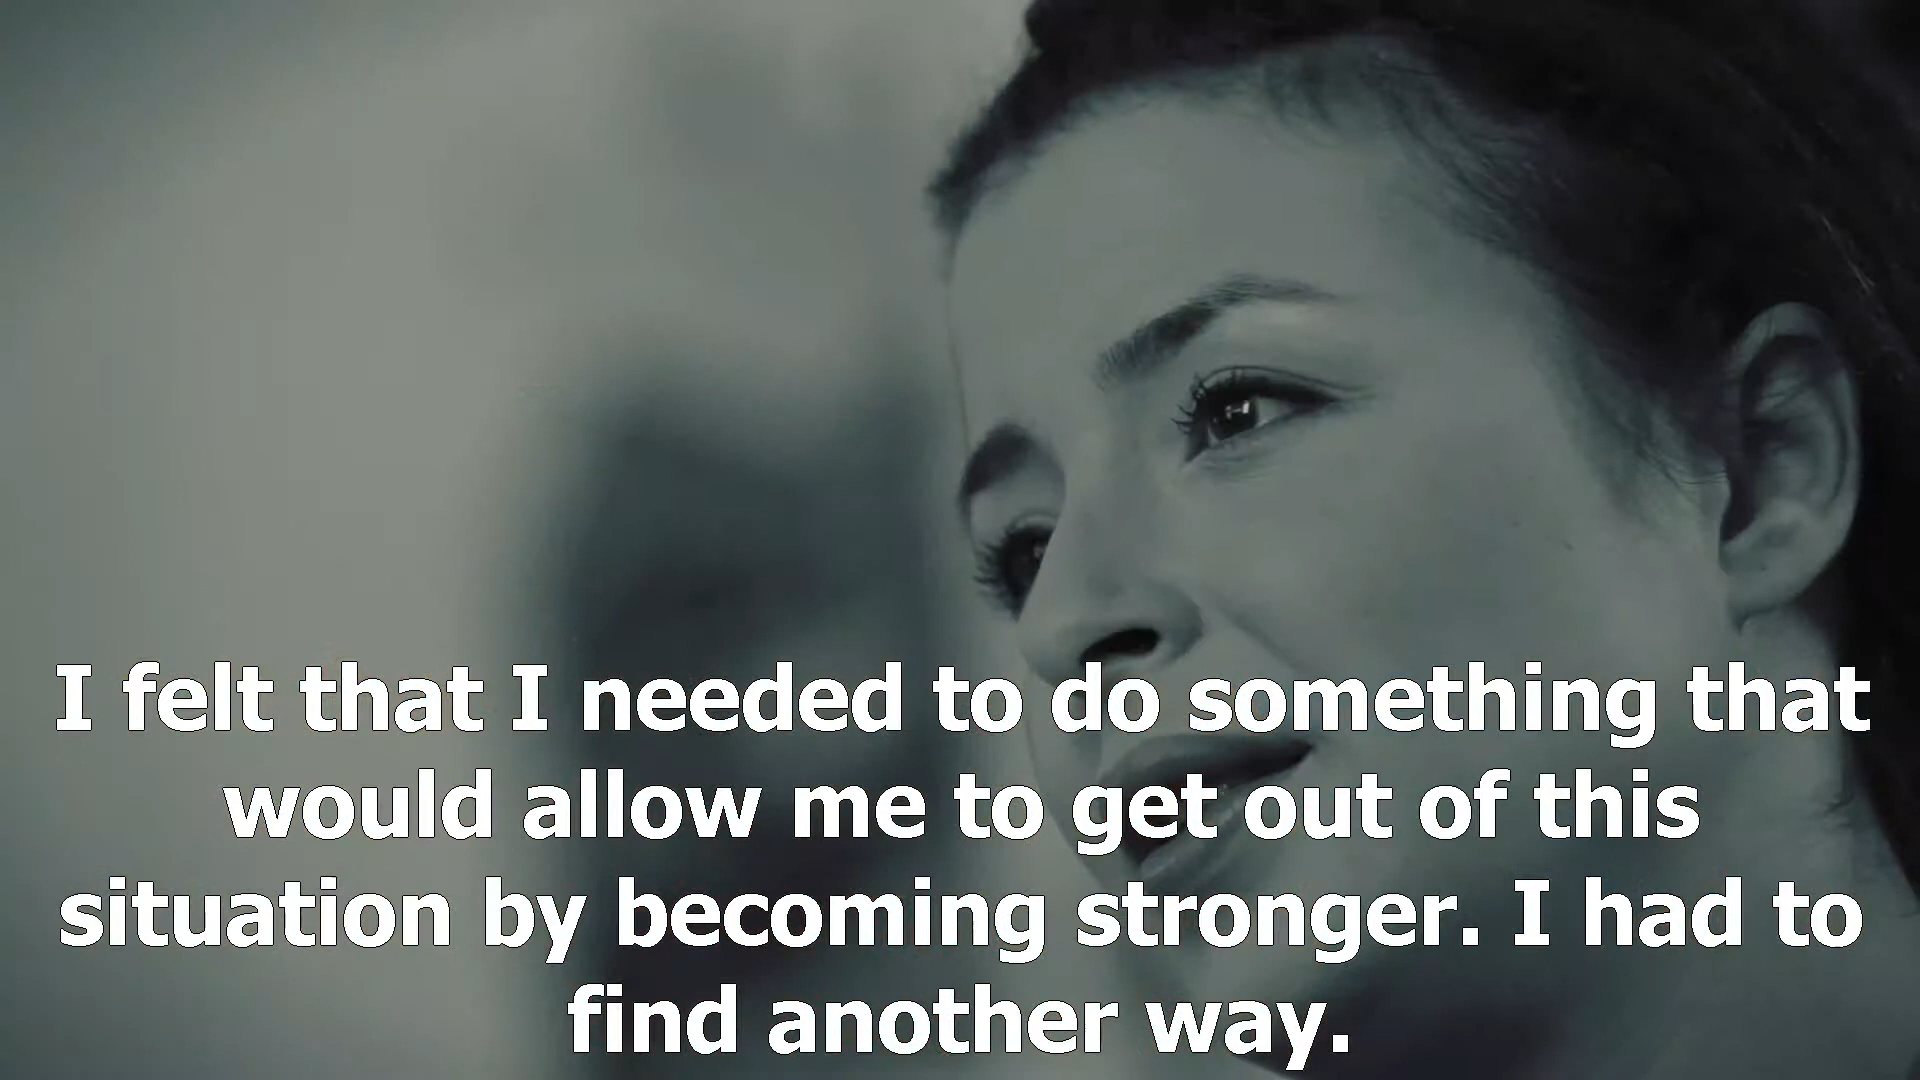 I felt that I needed to do something that
would allow me to get out of this
situation by becoming stronger. I had to
find another way.